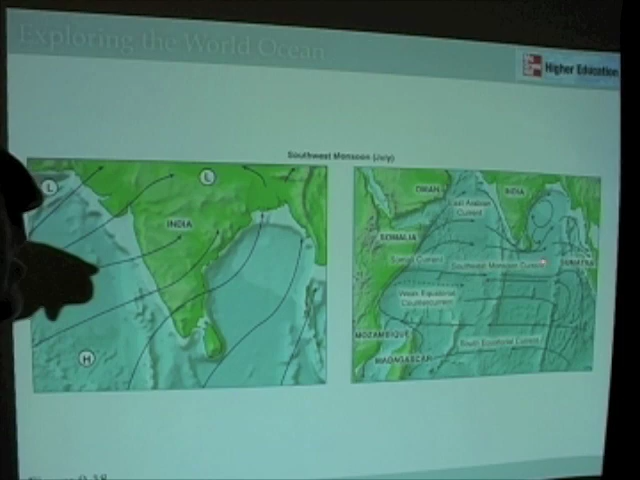 Exploring the World Ocean
Higher Education
Southwest Monsoon (July)
L
L
INDIA
H
OMAN
INDIA
East Arabian
Current
SOMALIA
Somali Current
Southwest Monsoon Current
SUMATRA
Weak Equatorial
Countercurrent
MOZAMBIQUE
South Equatorial Current
MADAGASCAR